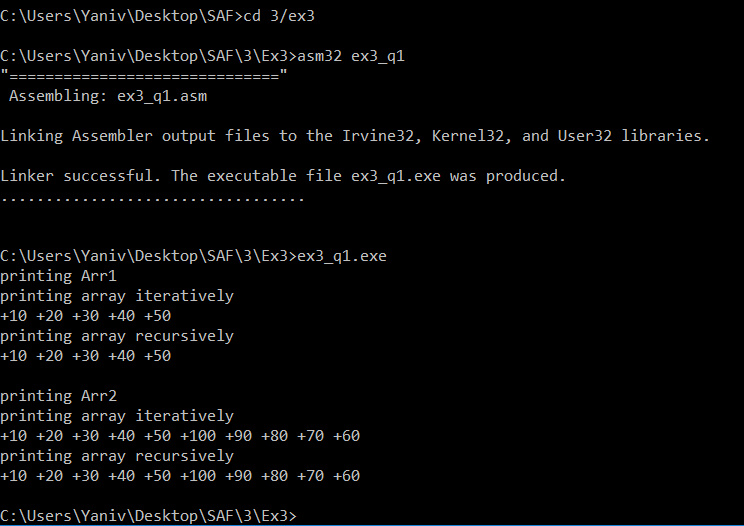 C:\Users\Yaniv\Desktop\SAF>cd 3/ex3
C:\Users\Yaniv\Desktop\SAF\3\Ex3>asm32 ex3_q1
"=============================="
Assembling: ex3_q1.asm
Linking Assembler output files to the Irvine32, Kernel32, and User32 libraries.
Linker successful. The executable file ex3_q1.exe was produced.
..................................
C:\Users\Yaniv\Desktop\SAF\3\Ex3>ex3_q1.exe
printing Arr1
printing array iteratively
+10 +20 +30 +40 +50
printing array recursively
+10 +20 +30 +40 +50
printing Arr2
printing array iteratively
+10 +20 +30 +40 +50 +100 +90 +80 +70 +60
printing array recursively
+10 +20 +30 +40 +50 +100 +90 +80 +70 +60
C:\Users\Yaniv\Desktop\SAF\3\Ex3>